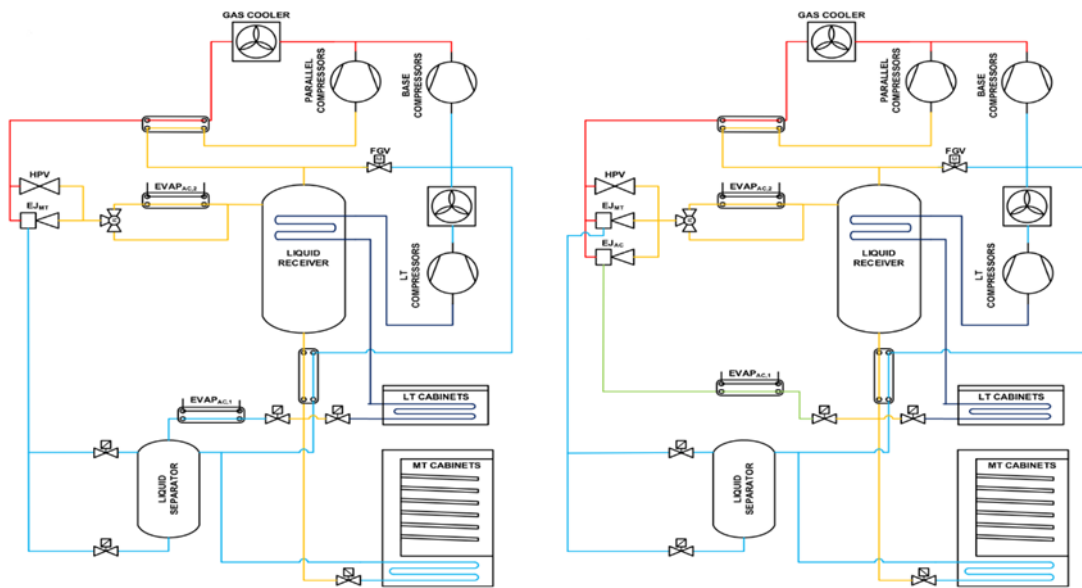 GAS COOLER
PARALLEL
COMPRESSORS
BASE
COMPRESSORS
FGV
HPV
EJMT
EVAPAC,2
LIQUID
RECEIVER
LT
COMPRESSORS
EVAPAC,1
LT CABINETS
LIQUID
SEPARATOR
MT CABINETS
GAS COOLER
PARALLEL
COMPRESSORS
BASE
COMPRESSORS
FGV
HPV
EJMT
EJAC
EVAPAC,2
LIQUID
RECEIVER
LT
COMPRESSORS
EVAPAC,1
LT CABINETS
LIQUID
SEPARATOR
MT CABINETS